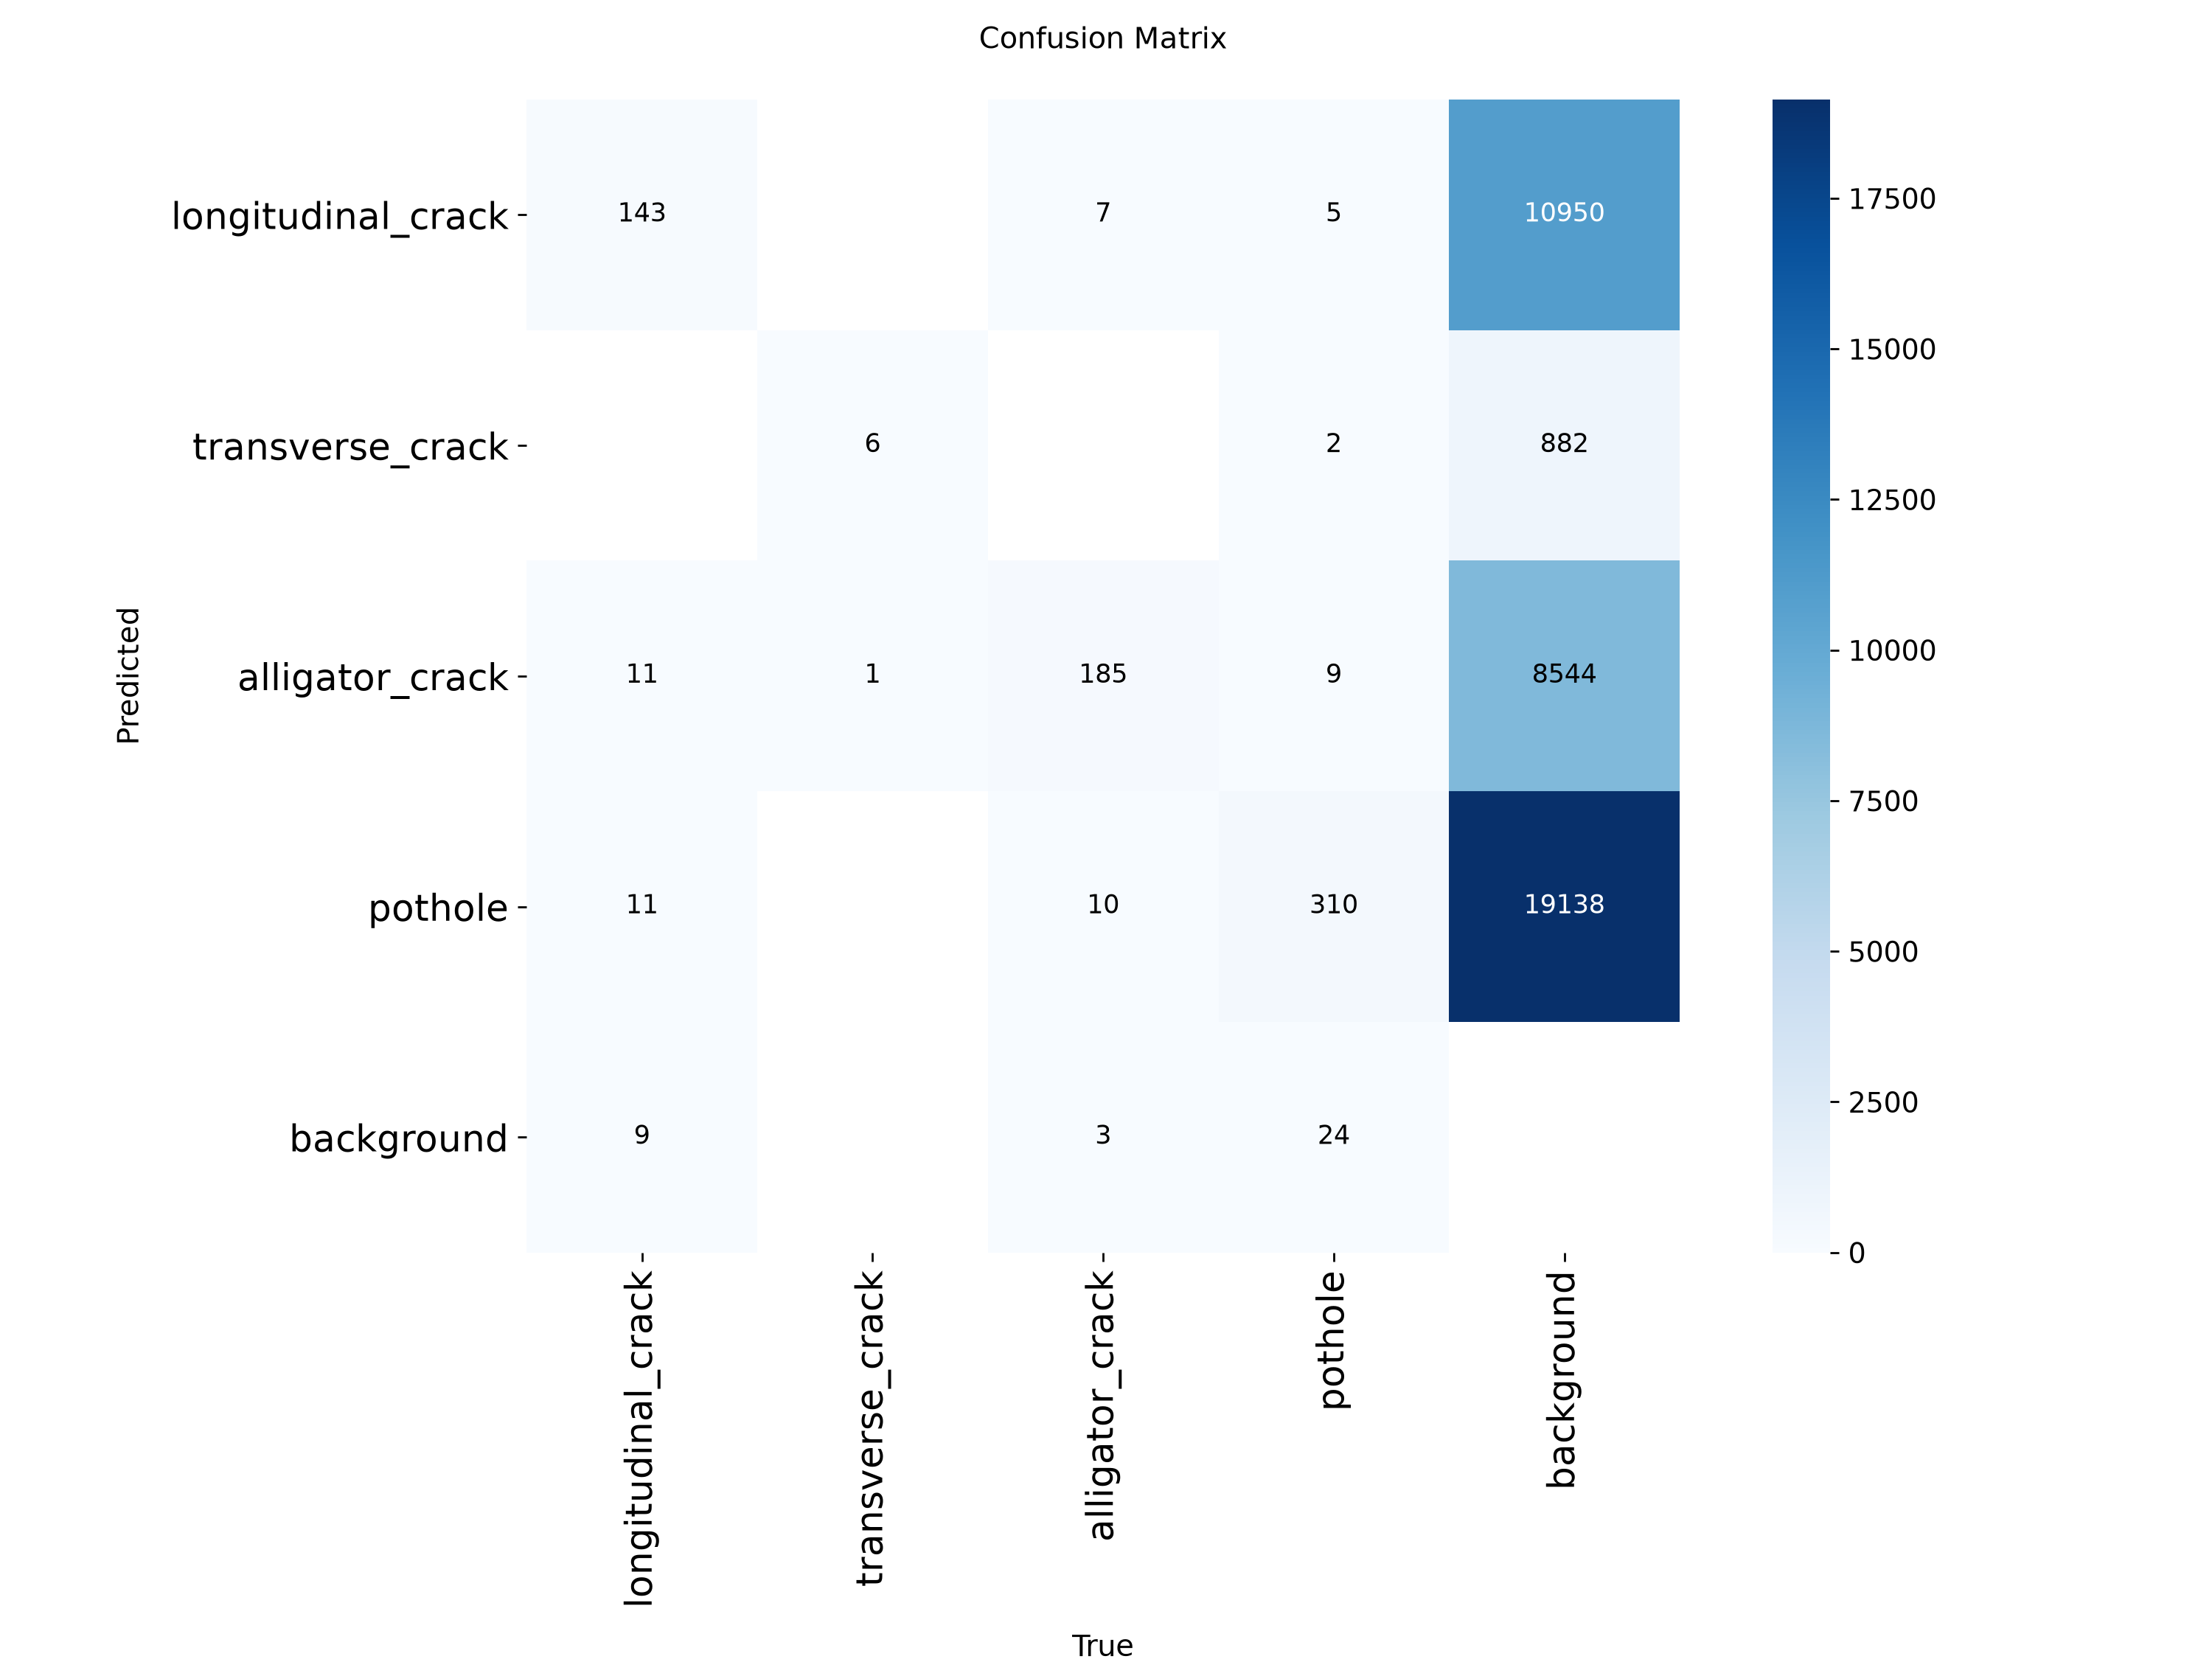 Confusion Matrix
longitudinal_crack 143 7 5 10950
transverse_crack 6 2 882
alligator_crack 11 1 185 9 8544
pothole 11 10 310 19138
background 9 3 24
Predicted
longitudinal_crack
transverse_crack
alligator_crack
pothole
background
True
17500
15000
12500
10000
7500
5000
2500
0